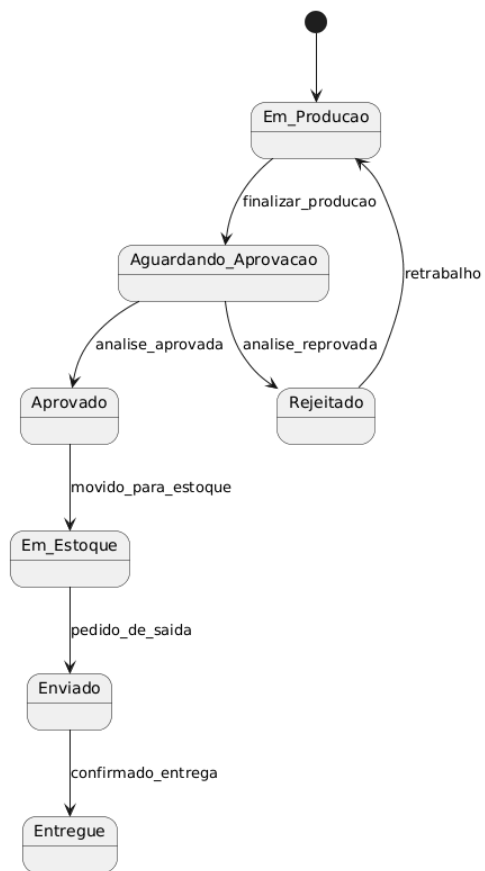 Em_Producao
finalizar_producao
Aguardando_Aprovacao
retrabalho
analise_aprovada
analise_reprovada
Aprovado
Rejeitado
movido_para_estoque
Em_Estoque
pedido_de_saida
Enviado
confirmado_entrega
Entregue